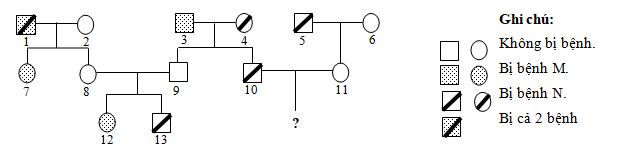 Ghi chú:
Không bị bệnh.
Bị bệnh M.
Bị bệnh N.
Bị cả 2 bệnh
1 2 3 4 5 6
7 8 9 10 11
?
12 13